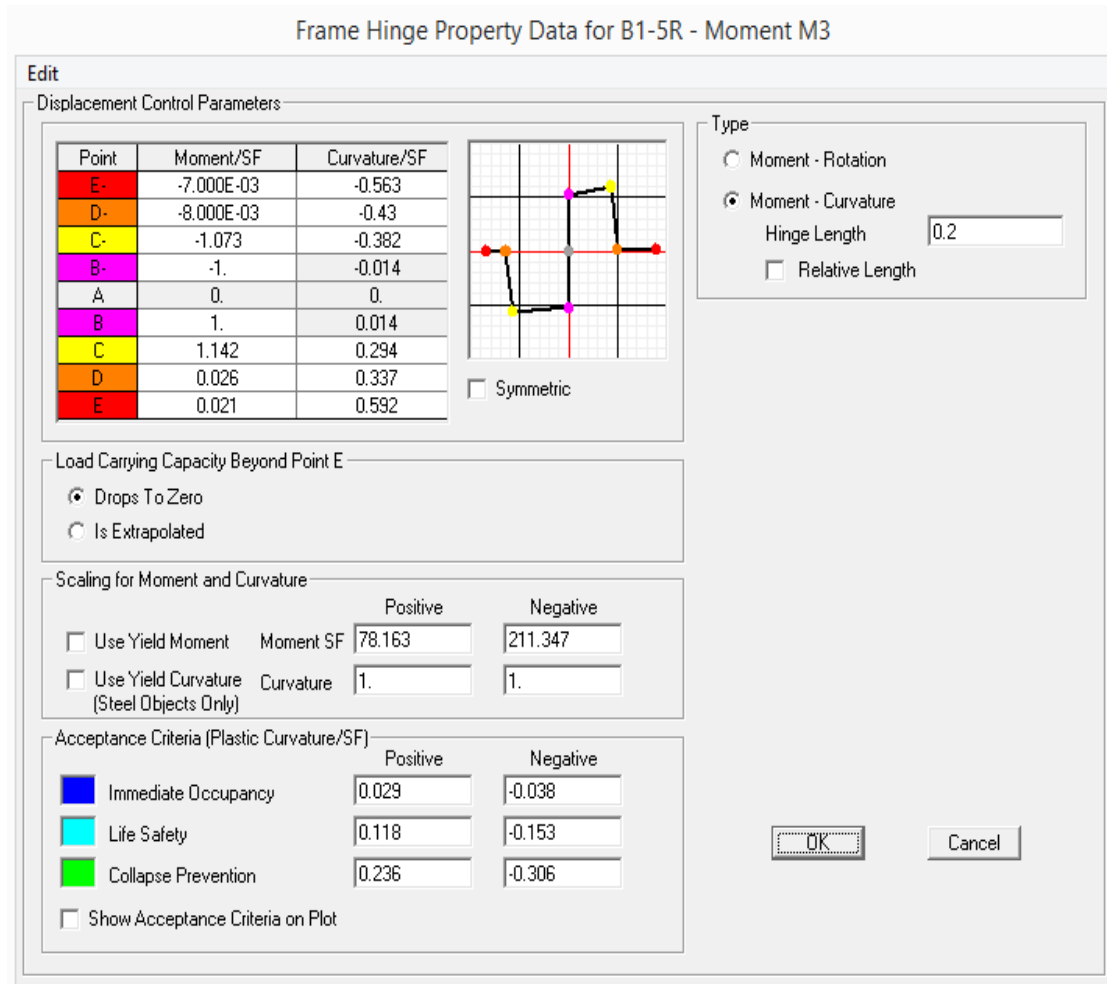 Frame Hinge Property Data for B1-5R - Moment M3
Edit
Displacement Control Parameters
Point Moment/SF Curvature/SF
E- -7.000E-03 -0.563
D- -8.000E-03 -0.43
C- -1.073 -0.382
B- -1. -0.014
A 0. 0.
B 1. 0.014
C 1.142 0.294
D 0.026 0.337
E 0.021 0.592
Symmetric
Type
Moment - Rotation
Moment - Curvature
Hinge Length 0.2
Relative Length
Load Carrying Capacity Beyond Point E
Drops To Zero
Is Extrapolated
Scaling for Moment and Curvature
Positive Negative
Use Yield Moment Moment SF 78.163 211.347
Use Yield Curvature Curvature 1. 1.
(Steel Objects Only)
Acceptance Criteria (Plastic Curvature/SF)
Positive Negative
Immediate Occupancy 0.029 -0.038
Life Safety 0.118 -0.153
Collapse Prevention 0.236 -0.306
Show Acceptance Criteria on Plot
OK Cancel